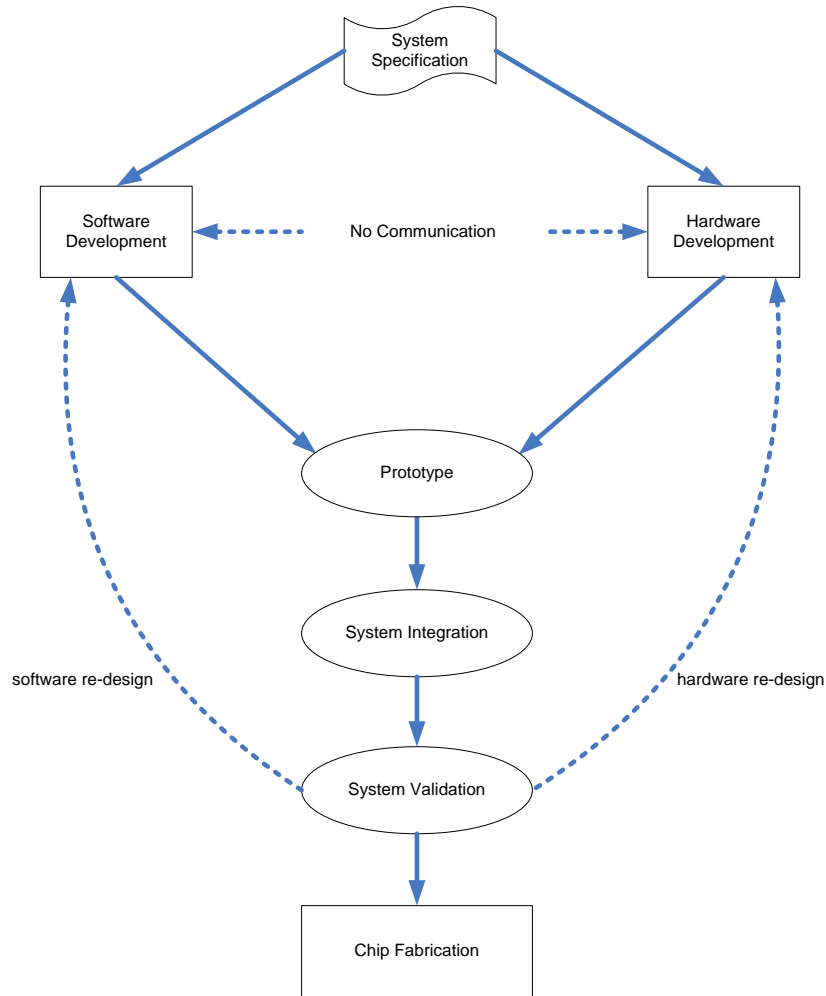 System
Specification
Software
Development
No Communication
Hardware
Development
Prototype
System Integration
software re-design
hardware re-design
System Validation
Chip Fabrication